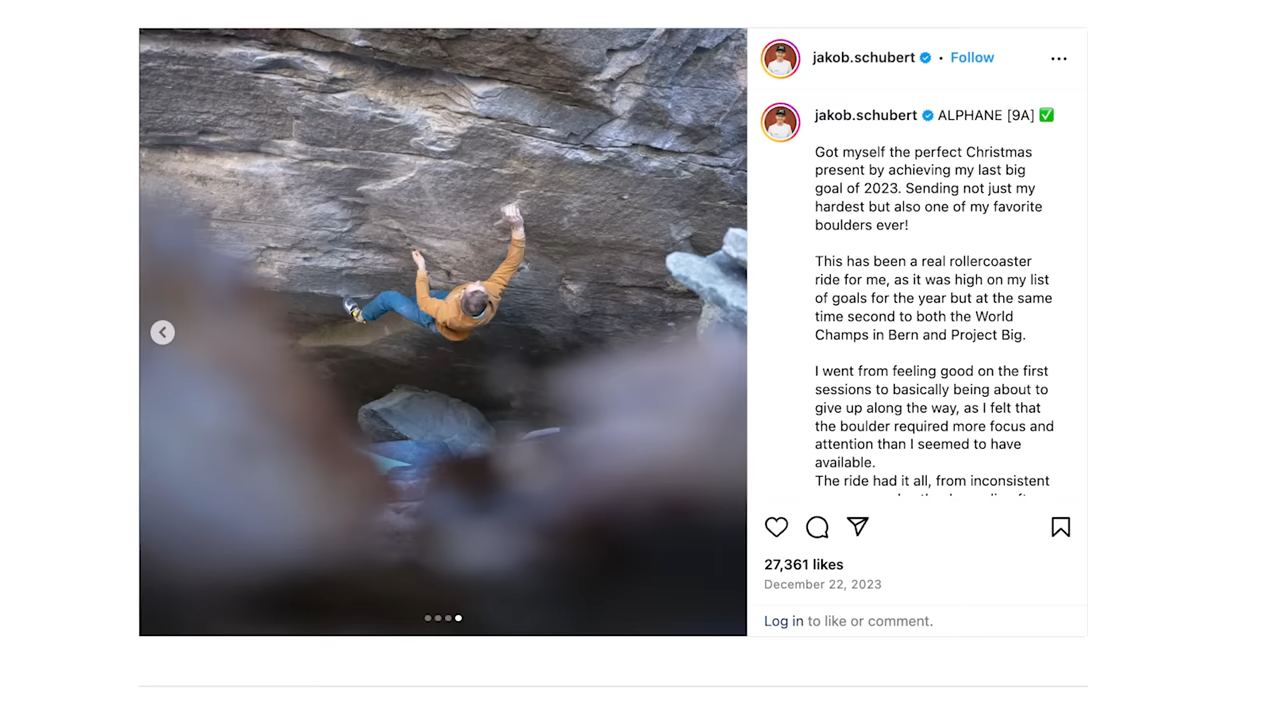 jakob.schubert • Follow
jakob.schubert ALPHANE [9A] ✅
Got myself the perfect Christmas
present by achieving my last big
goal of 2023. Sending not just my
hardest but also one of my favorite
boulders ever!
This has been a real rollercoaster
ride for me, as it was high on my list
of goals for the year but at the same
time second to both the World
Champs in Bern and Project Big.
I went from feeling good on the first
sessions to basically being about to
give up along the way, as I felt that
the boulder required more focus and
attention than I seemed to have
available.
The ride had it all, from inconsistent
27,361 likes
December 22, 2023
Log in to like or comment.